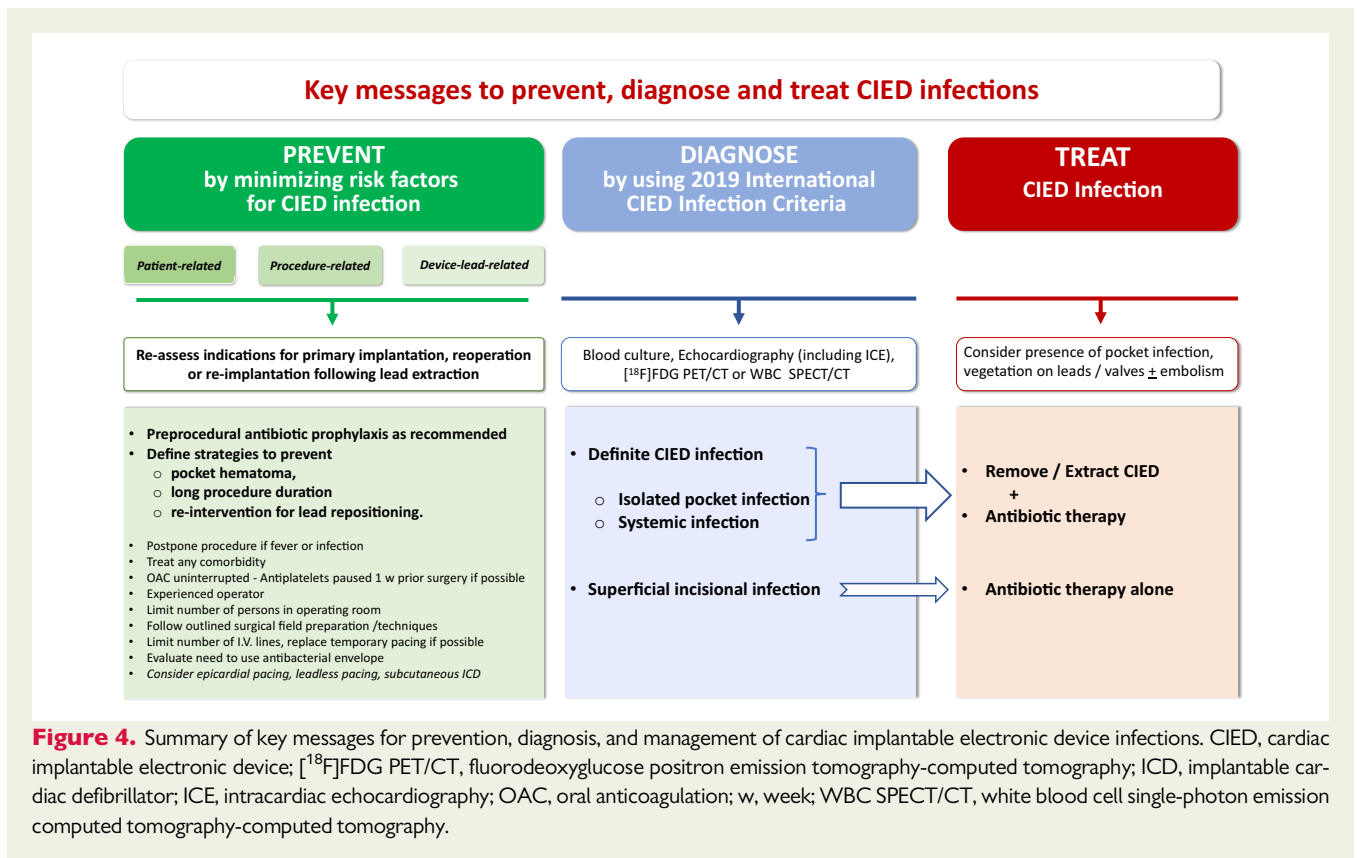 Key messages to prevent, diagnose and treat CIED infections
PREVENT
by minimizing risk factors
for CIED infection
Patient-related
Procedure-related
Device-lead-related
Re-assess indications for primary implantation, reoperation
or re-implantation following lead extraction
• Preprocedural antibiotic prophylaxis as recommended
• Define strategies to prevent
o pocket hematoma,
o long procedure duration
o re-intervention for lead repositioning.
• Postpone procedure if fever or infection
• Treat any comorbidity
• OAC uninterrupted - Antiplatelets paused 1 w prior surgery if possible
• Experienced operator
• Limit number of persons in operating room
• Follow outlined surgical field preparation /techniques
• Limit number of I.V. lines, replace temporary pacing if possible
• Evaluate need to use antibacterial envelope
• Consider epicardial pacing, leadless pacing, subcutaneous ICD
DIAGNOSE
by using 2019 International
CIED Infection Criteria
Blood culture, Echocardiography (including ICE),
[¹⁸F]FDG PET/CT or WBC SPECT/CT
• Definite CIED infection
o Isolated pocket infection
o Systemic infection
• Superficial incisional infection
TREAT
CIED Infection
Consider presence of pocket infection,
vegetation on leads / valves ± embolism
• Remove / Extract CIED
+
• Antibiotic therapy
• Antibiotic therapy alone
Figure 4. Summary of key messages for prevention, diagnosis, and management of cardiac implantable electronic device infections. CIED, cardiac
implantable electronic device; [¹⁸F]FDG PET/CT, fluorodeoxyglucose positron emission tomography-computed tomography; ICD, implantable car-
diac defibrillator; ICE, intracardiac echocardiography; OAC, oral anticoagulation; w, week; WBC SPECT/CT, white blood cell single-photon emission
computed tomography-computed tomography.